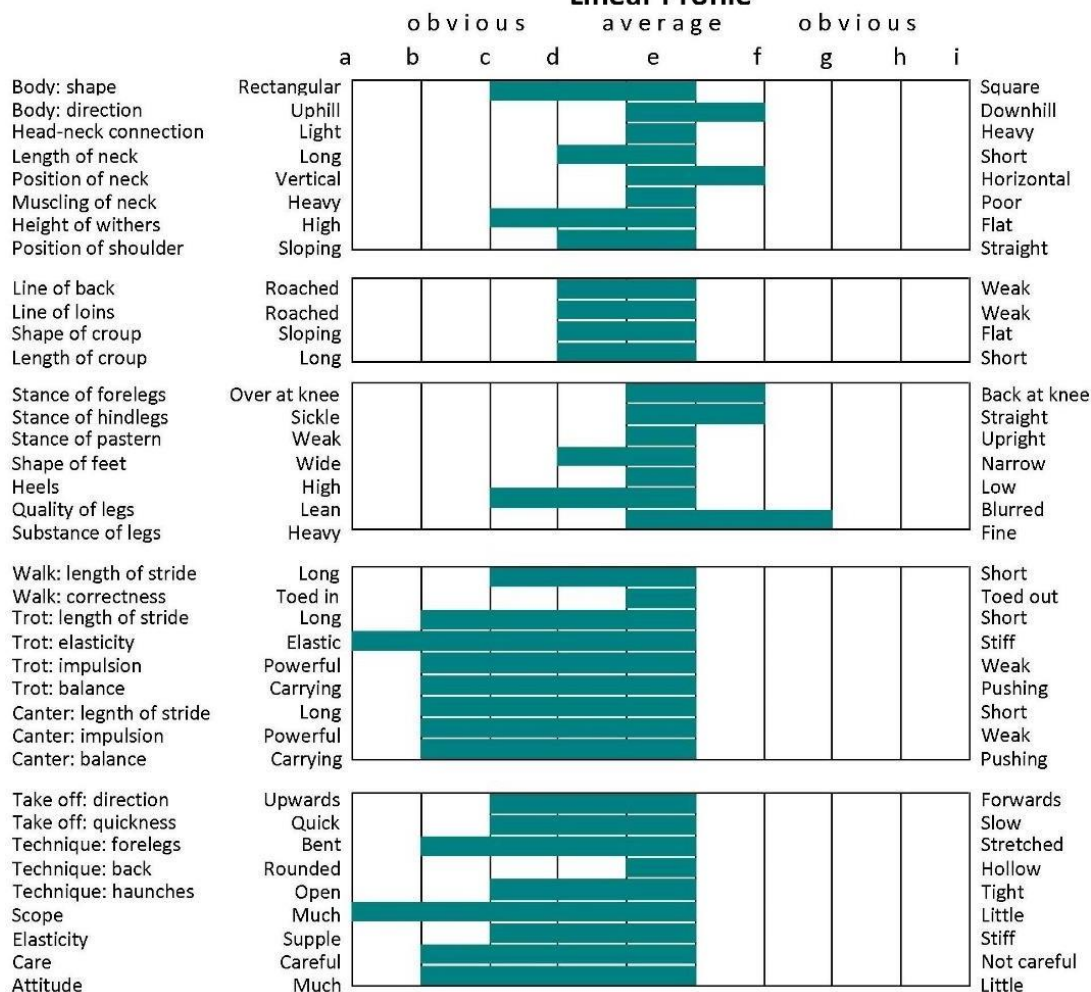 Linear Profile
obvious average obvious
a b c d e f g h i
Body: shape Rectangular Square
Body: direction Uphill Downhill
Head-neck connection Light Heavy
Length of neck Long Short
Position of neck Vertical Horizontal
Muscling of neck Heavy Poor
Height of withers High Flat
Position of shoulder Sloping Straight
Line of back Roached Weak
Line of loins Roached Weak
Shape of croup Sloping Flat
Length of croup Long Short
Stance of forelegs Over at knee Back at knee
Stance of hindlegs Sickle Straight
Stance of pastern Weak Upright
Shape of feet Wide Narrow
Heels High Low
Quality of legs Lean Blurred
Substance of legs Heavy Fine
Walk: length of stride Long Short
Walk: correctness Toed in Toed out
Trot: length of stride Long Short
Trot: elasticity Elastic Stiff
Trot: impulsion Powerful Weak
Trot: balance Carrying Pushing
Canter: legnth of stride Long Short
Canter: impulsion Powerful Weak
Canter: balance Carrying Pushing
Take off: direction Upwards Forwards
Take off: quickness Quick Slow
Technique: forelegs Bent Stretched
Technique: back Rounded Hollow
Technique: haunches Open Tight
Scope Much Little
Elasticity Supple Stiff
Care Careful Not careful
Attitude Much Little